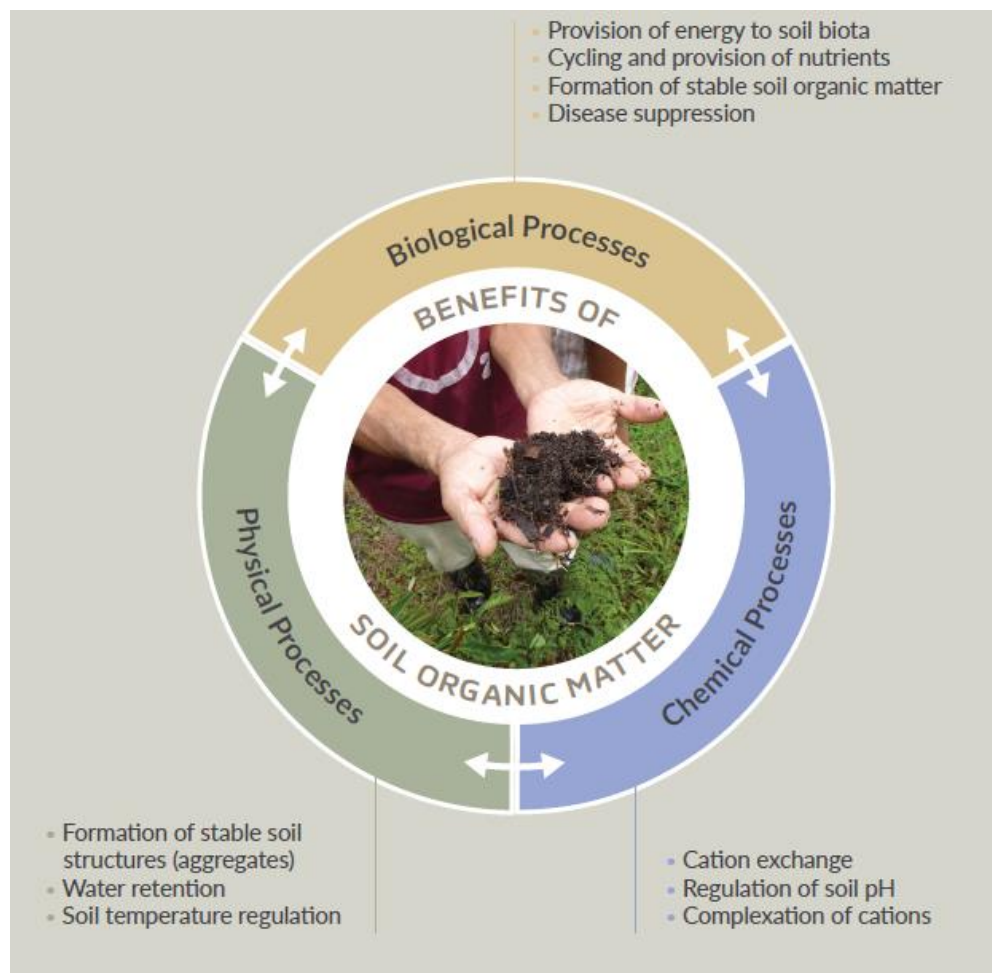 Provision of energy to soil biota
Cycling and provision of nutrients
Formation of stable soil organic matter
Disease suppression
Biological Processes
BENEFITS OF
SOIL ORGANIC MATTER
Physical Processes
Chemical Processes
Formation of stable soil
structures (aggregates)
Water retention
Soil temperature regulation
Cation exchange
Regulation of soil pH
Complexation of cations